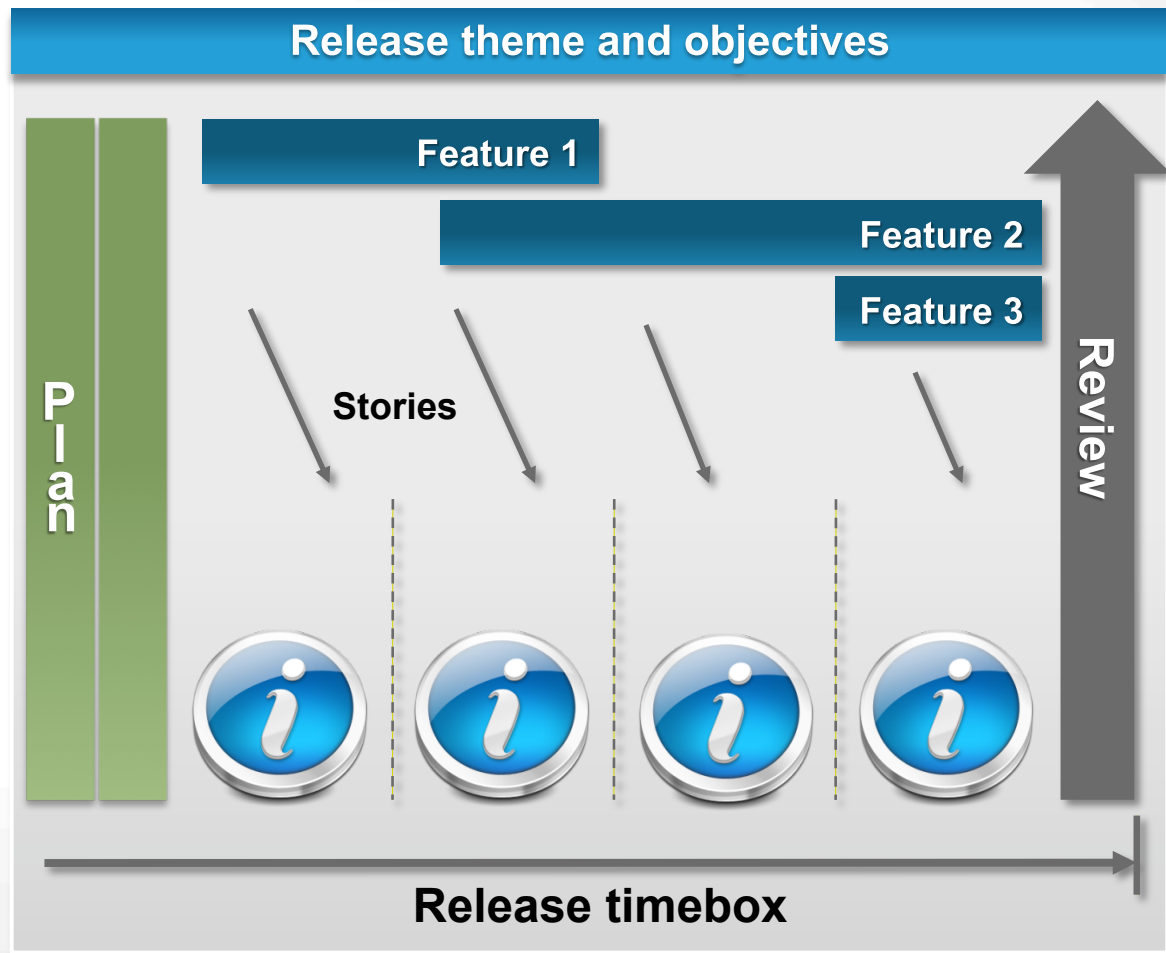 Release theme and objectives
Feature 1
Feature 2
Feature 3
Stories
Plan
Review
i
i
i
i
Release timebox